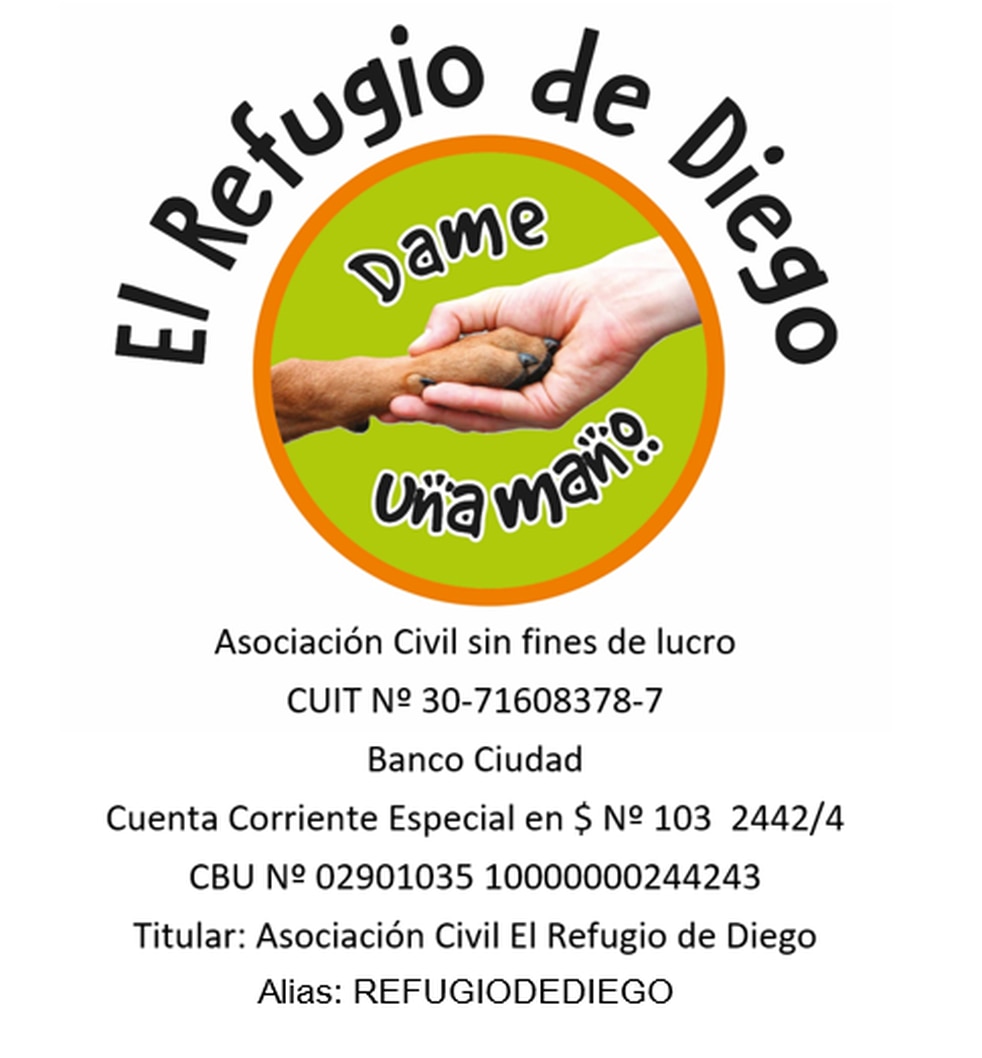 El Refugio de Diego
Dame
una mano
Asociación Civil sin fines de lucro
CUIT Nº 30-71608378-7
Banco Ciudad
Cuenta Corriente Especial en $ Nº 103  2442/4
CBU Nº 02901035 10000000244243
Titular: Asociación Civil El Refugio de Diego
Alias: REFUGIODEDIEGO